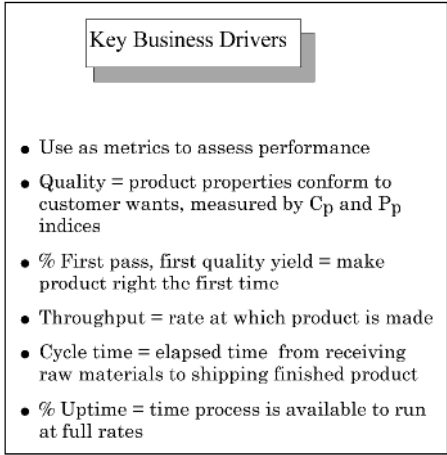 Key Business Drivers
● Use as metrics to assess performance
● Quality = product properties conform to
customer wants, measured by Cp and Pp
indices
● % First pass, first quality yield = make
product right the first time
● Throughput = rate at which product is made
● Cycle time = elapsed time from receiving
raw materials to shipping finished product
● % Uptime = time process is available to run
at full rates